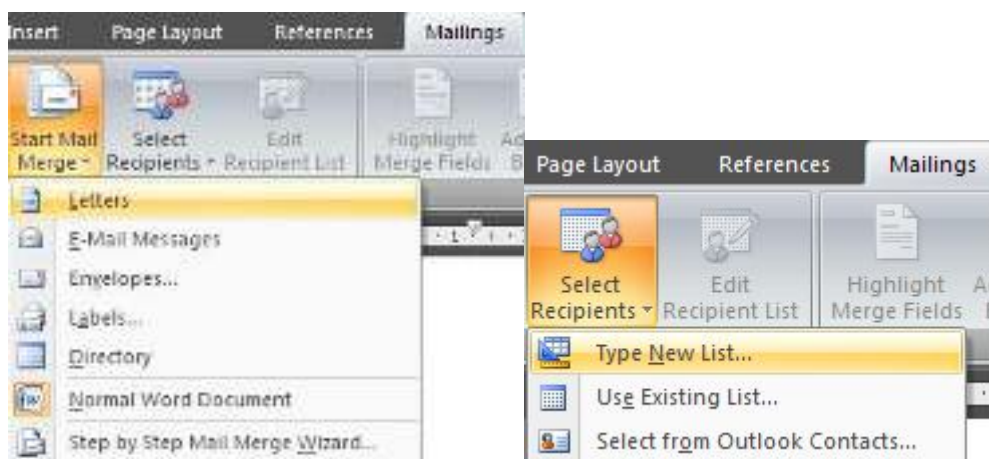 Insert Page Layout References Mailings
Start Mail Merge Select Recipients Edit Recipient List Highlight Merge Fields
Letters
E-Mail Messages
Envelopes...
Labels...
Directory
Normal Word Document
Step by Step Mail Merge Wizard...
Page Layout References Mailings
Select Recipients Edit Recipient List Highlight Merge Fields
Type New List...
Use Existing List...
Select from Outlook Contacts...